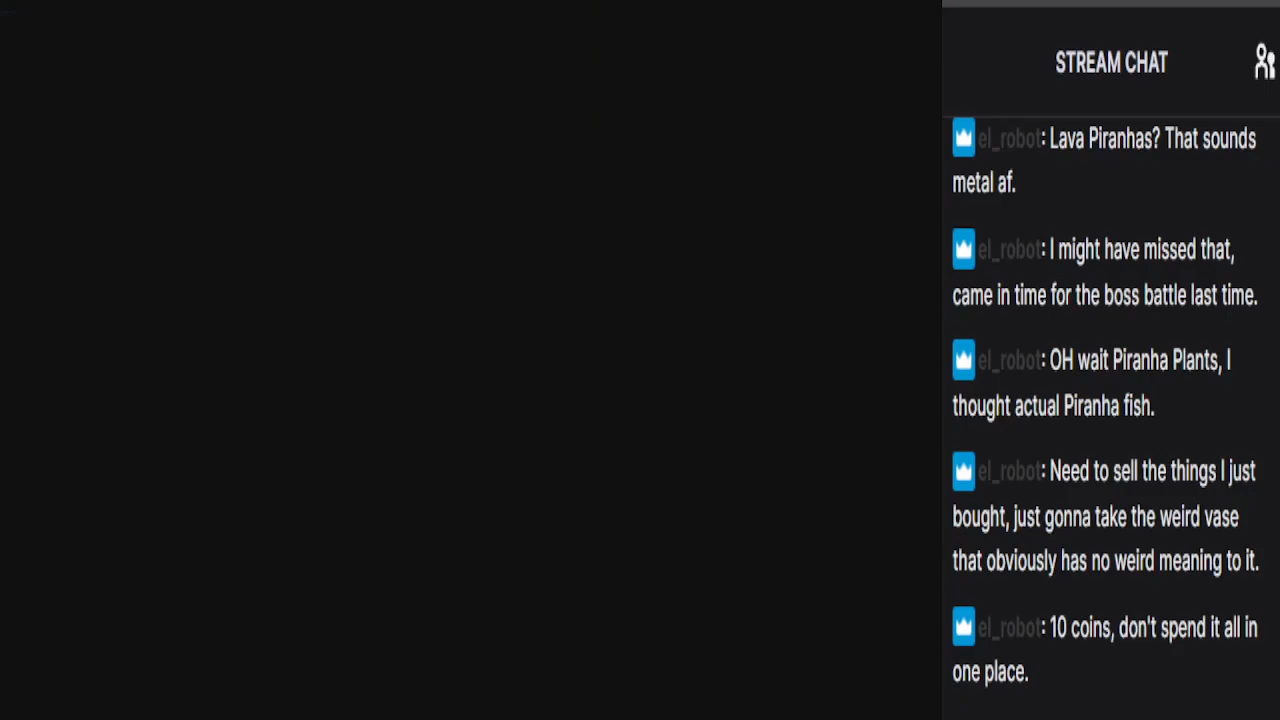 STREAM CHAT
el_robot: Lava Piranhas? That sounds
metal af.
el_robot: I might have missed that,
came in time for the boss battle last time.
el_robot: OH wait Piranha Plants, I
thought actual Piranha fish.
el_robot: Need to sell the things I just
bought, just gonna take the weird vase
that obviously has no weird meaning to it.
el_robot: 10 coins, don't spend it all in
one place.